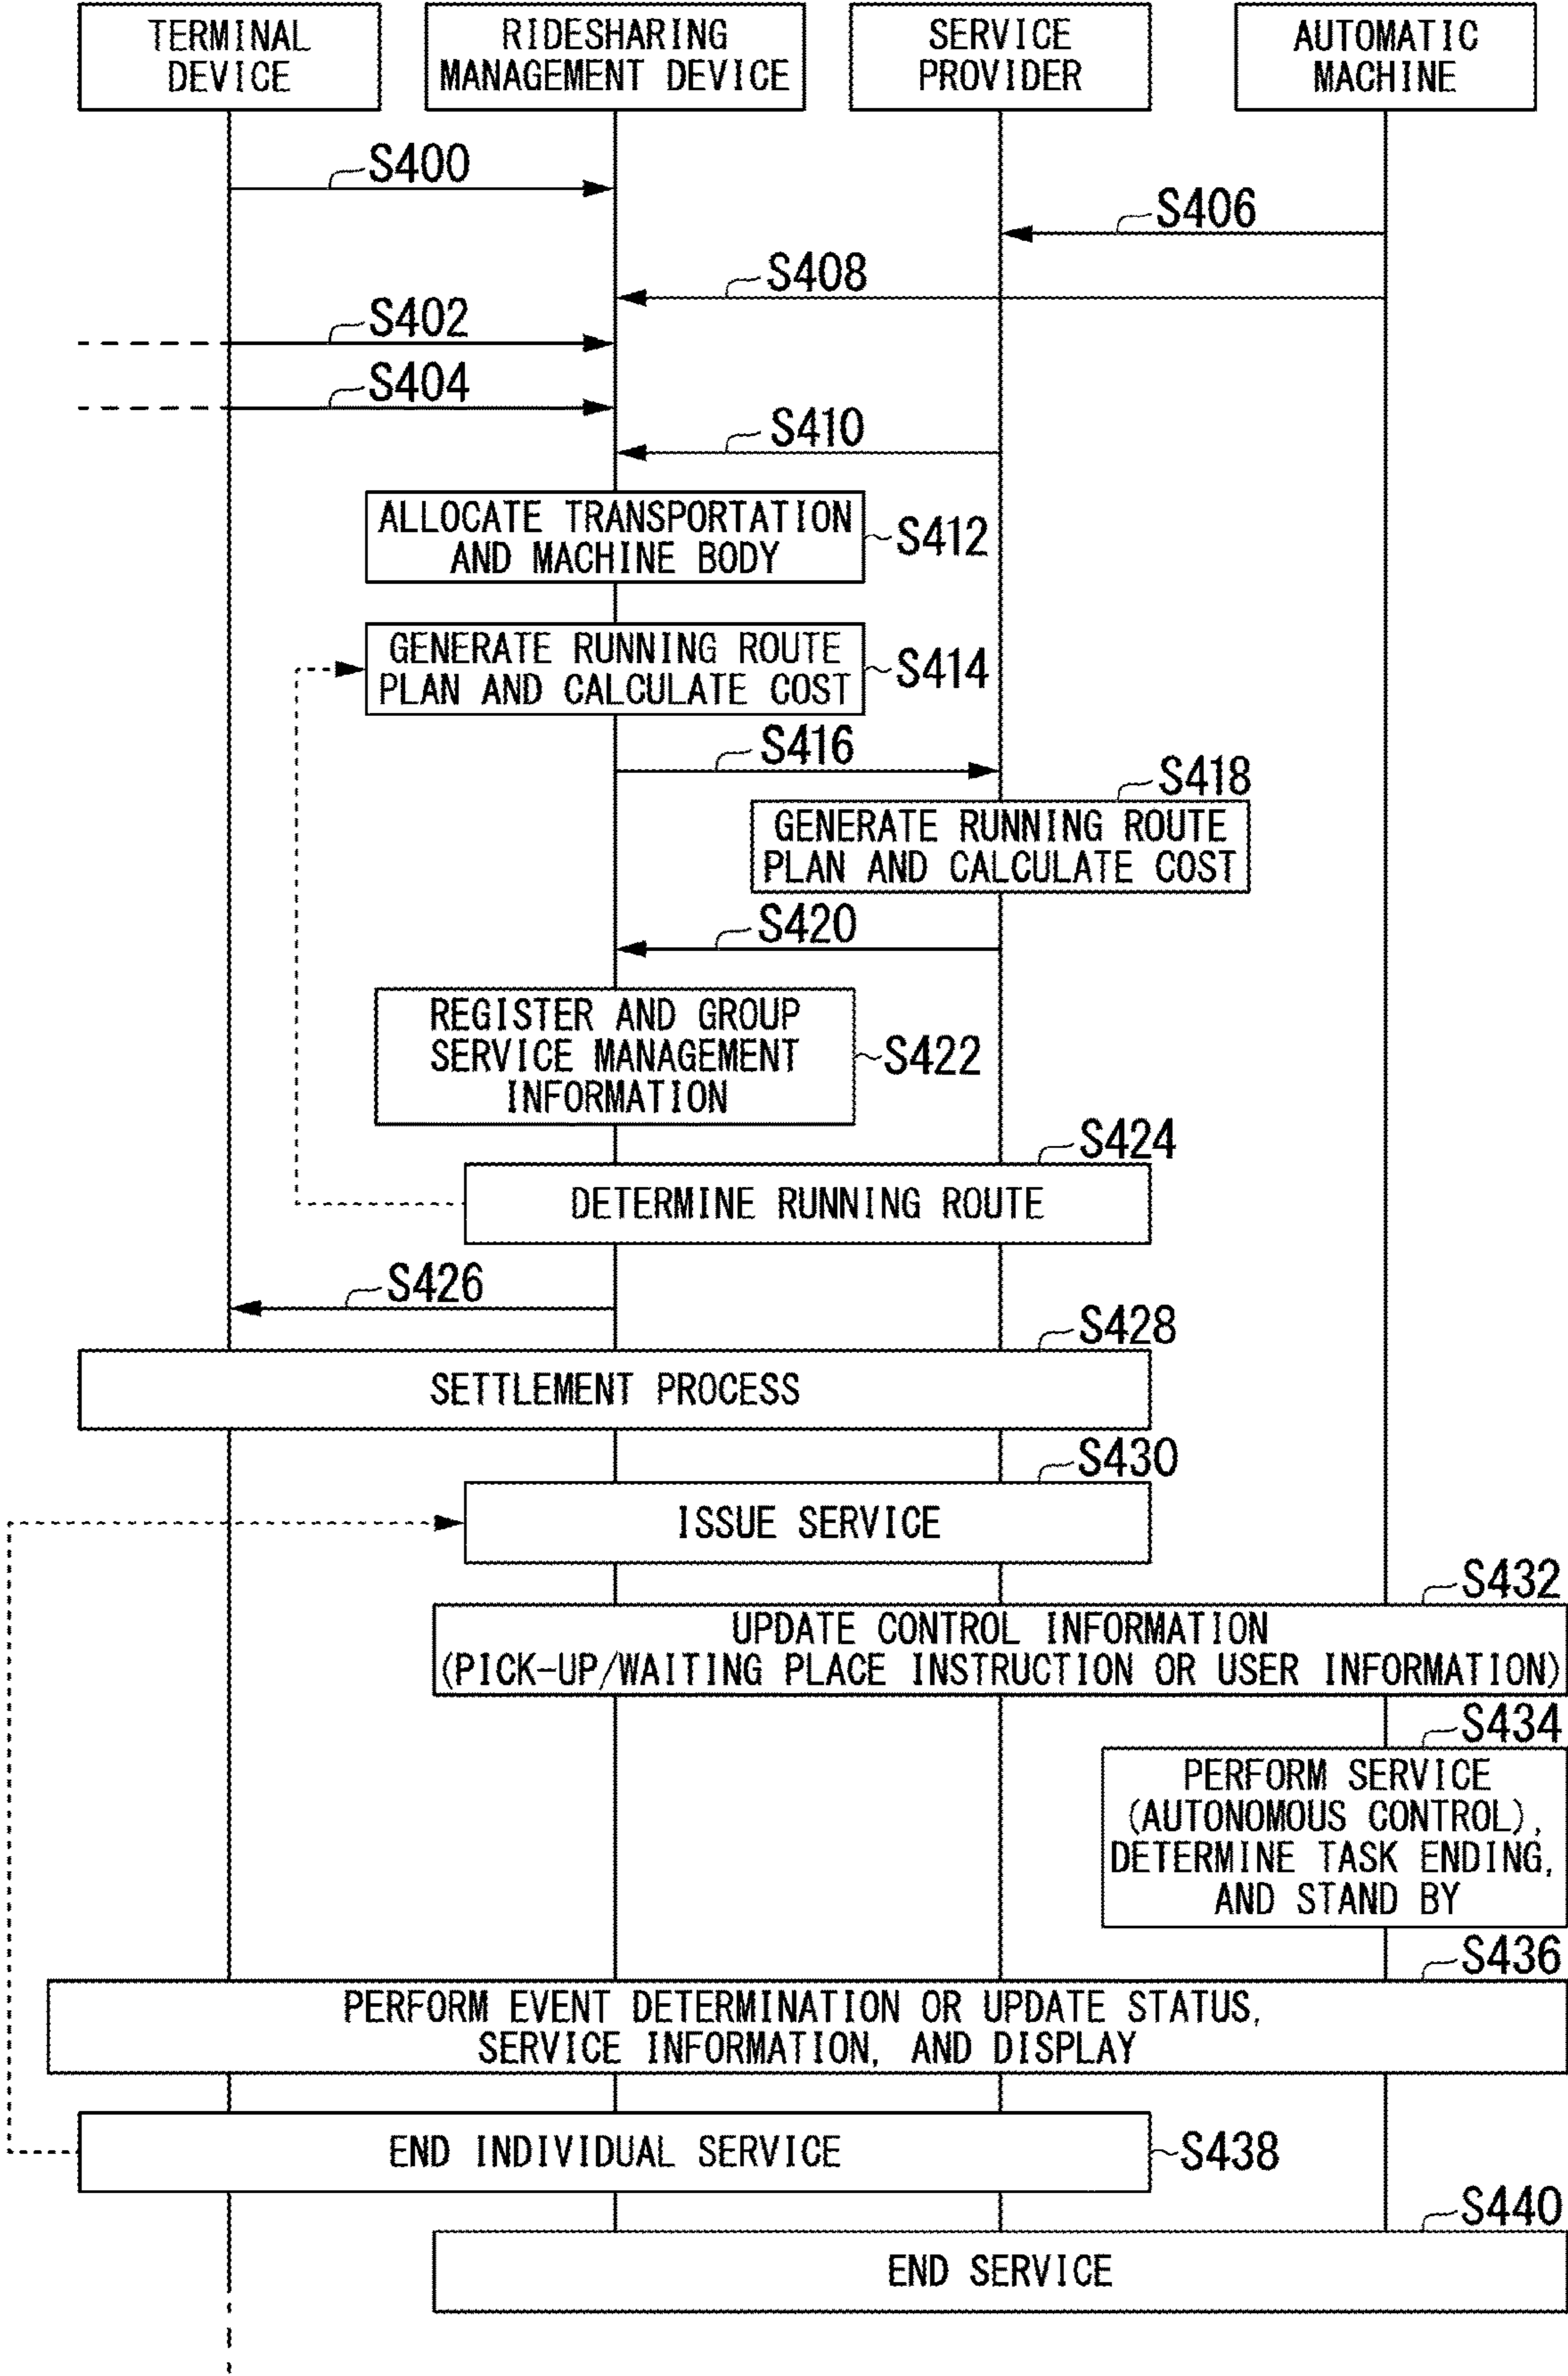 TERMINAL
DEVICE
RIDESHARING
MANAGEMENT DEVICE
SERVICE
PROVIDER
AUTOMATIC
MACHINE
S400
S406
S408
S402
S404
S410
ALLOCATE TRANSPORTATION
AND MACHINE BODY
S412
GENERATE RUNNING ROUTE
PLAN AND CALCULATE COST
S414
S416
S418
GENERATE RUNNING ROUTE
PLAN AND CALCULATE COST
S420
REGISTER AND GROUP
SERVICE MANAGEMENT
INFORMATION
S422
S424
DETERMINE RUNNING ROUTE
S426
S428
SETTLEMENT PROCESS
S430
ISSUE SERVICE
S432
UPDATE CONTROL INFORMATION
(PICK-UP/WAITING PLACE INSTRUCTION OR USER INFORMATION)
S434
PERFORM SERVICE
(AUTONOMOUS CONTROL),
DETERMINE TASK ENDING,
AND STAND BY
S436
PERFORM EVENT DETERMINATION OR UPDATE STATUS,
SERVICE INFORMATION, AND DISPLAY
END INDIVIDUAL SERVICE
S438
S440
END SERVICE